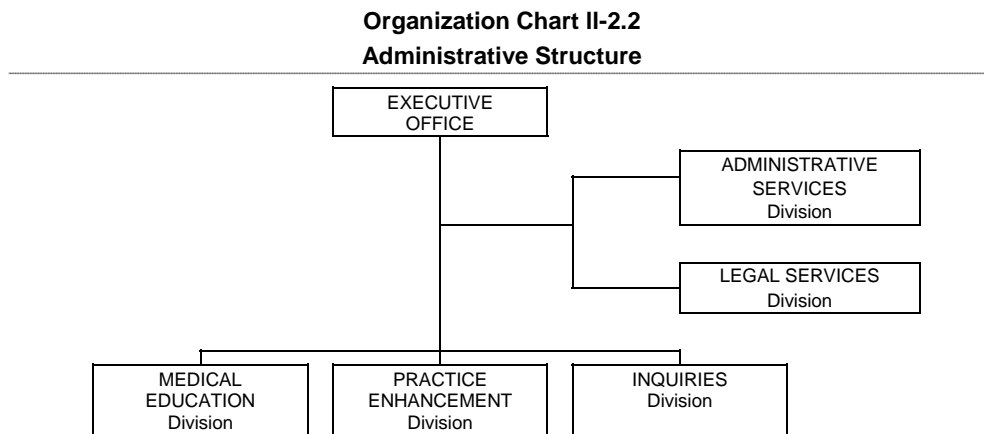 Organization Chart II-2.2
Administrative Structure
EXECUTIVE
OFFICE
ADMINISTRATIVE
SERVICES
Division
LEGAL SERVICES
Division
MEDICAL
EDUCATION
Division
PRACTICE
ENHANCEMENT
Division
INQUIRIES
Division